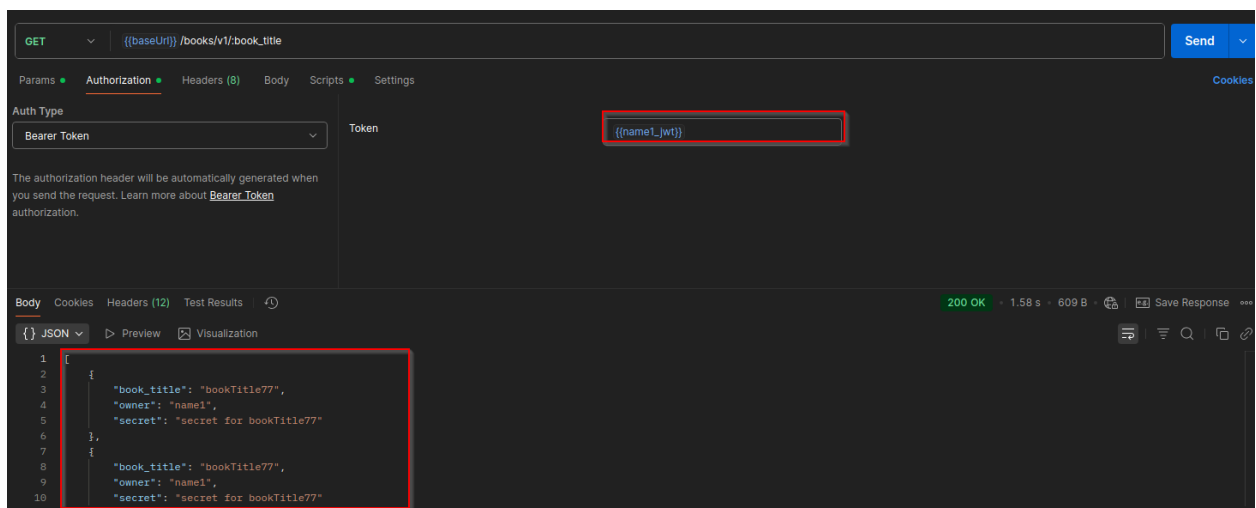 GET {{baseUrl}} /books/v1/:book_title Send
Params Authorization Headers (8) Body Scripts Settings Cookies
Auth Type
Bearer Token
Token {{name1_jwt}}
The authorization header will be automatically generated when
you send the request. Learn more about Bearer Token
authorization.
Body Cookies Headers (12) Test Results 200 OK 1.58 s 609 B e.g. Save Response
{} JSON Preview Visualization
1 [
2 {
3 "book_title": "bookTitle77",
4 "owner": "name1",
5 "secret": "secret for bookTitle77"
6 },
7 {
8 "book_title": "bookTitle77",
9 "owner": "name1",
10 "secret": "secret for bookTitle77"